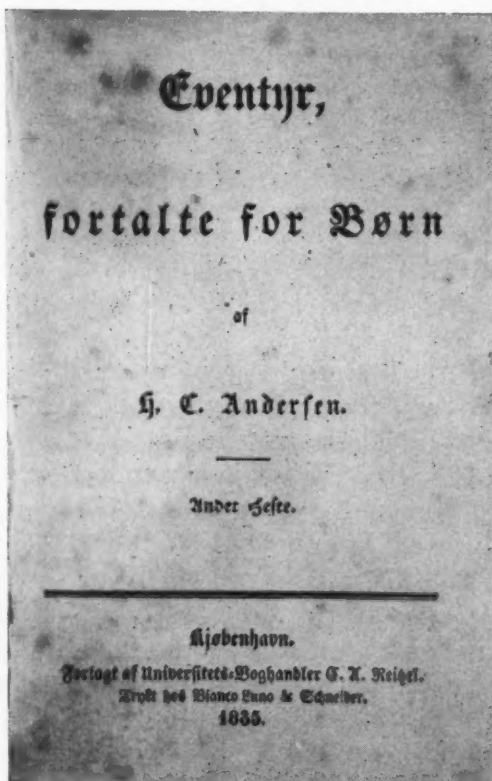 Eventyr,
fortalte for Børn
af
H. C. Andersen.
Andet Hefte.
Kjøbenhavn.
Forlagt af Universitets-Boghandler C. A. Reitzel.
Trykt hos Bianco Luno & Schneider.
1835.